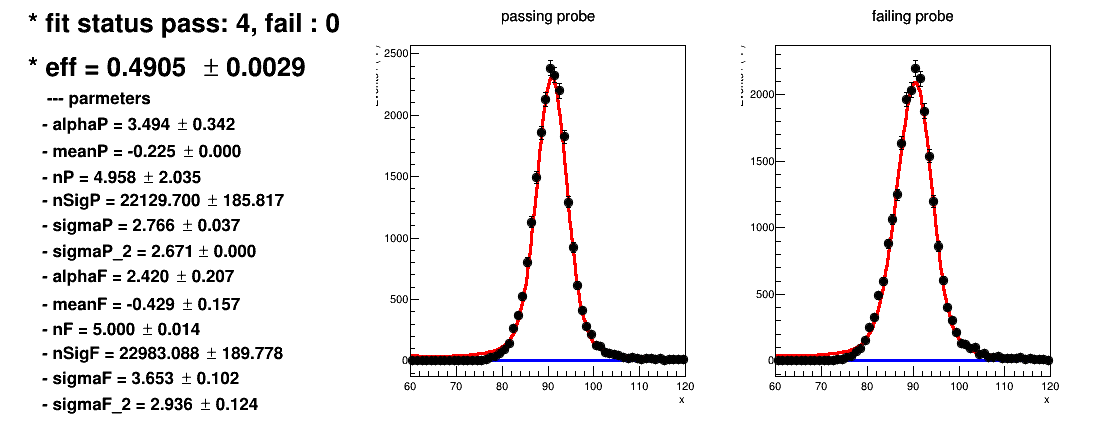 * fit status pass: 4, fail : 0
* eff = 0.4905 ± 0.0029
--- parmeters
- alphaP = 3.494 ± 0.342
- meanP = -0.225 ± 0.000
- nP = 4.958 ± 2.035
- nSigP = 22129.700 ± 185.817
- sigmaP = 2.766 ± 0.037
- sigmaP_2 = 2.671 ± 0.000
- alphaF = 2.420 ± 0.207
- meanF = -0.429 ± 0.157
- nF = 5.000 ± 0.014
- nSigF = 22983.088 ± 189.778
- sigmaF = 3.653 ± 0.102
- sigmaF_2 = 2.936 ± 0.124
passing probe
2500
2000
1500
1000
500
0
60 70 80 90 100 110 120
x
failing probe
2000
1500
1000
500
0
60 70 80 90 100 110 120
x